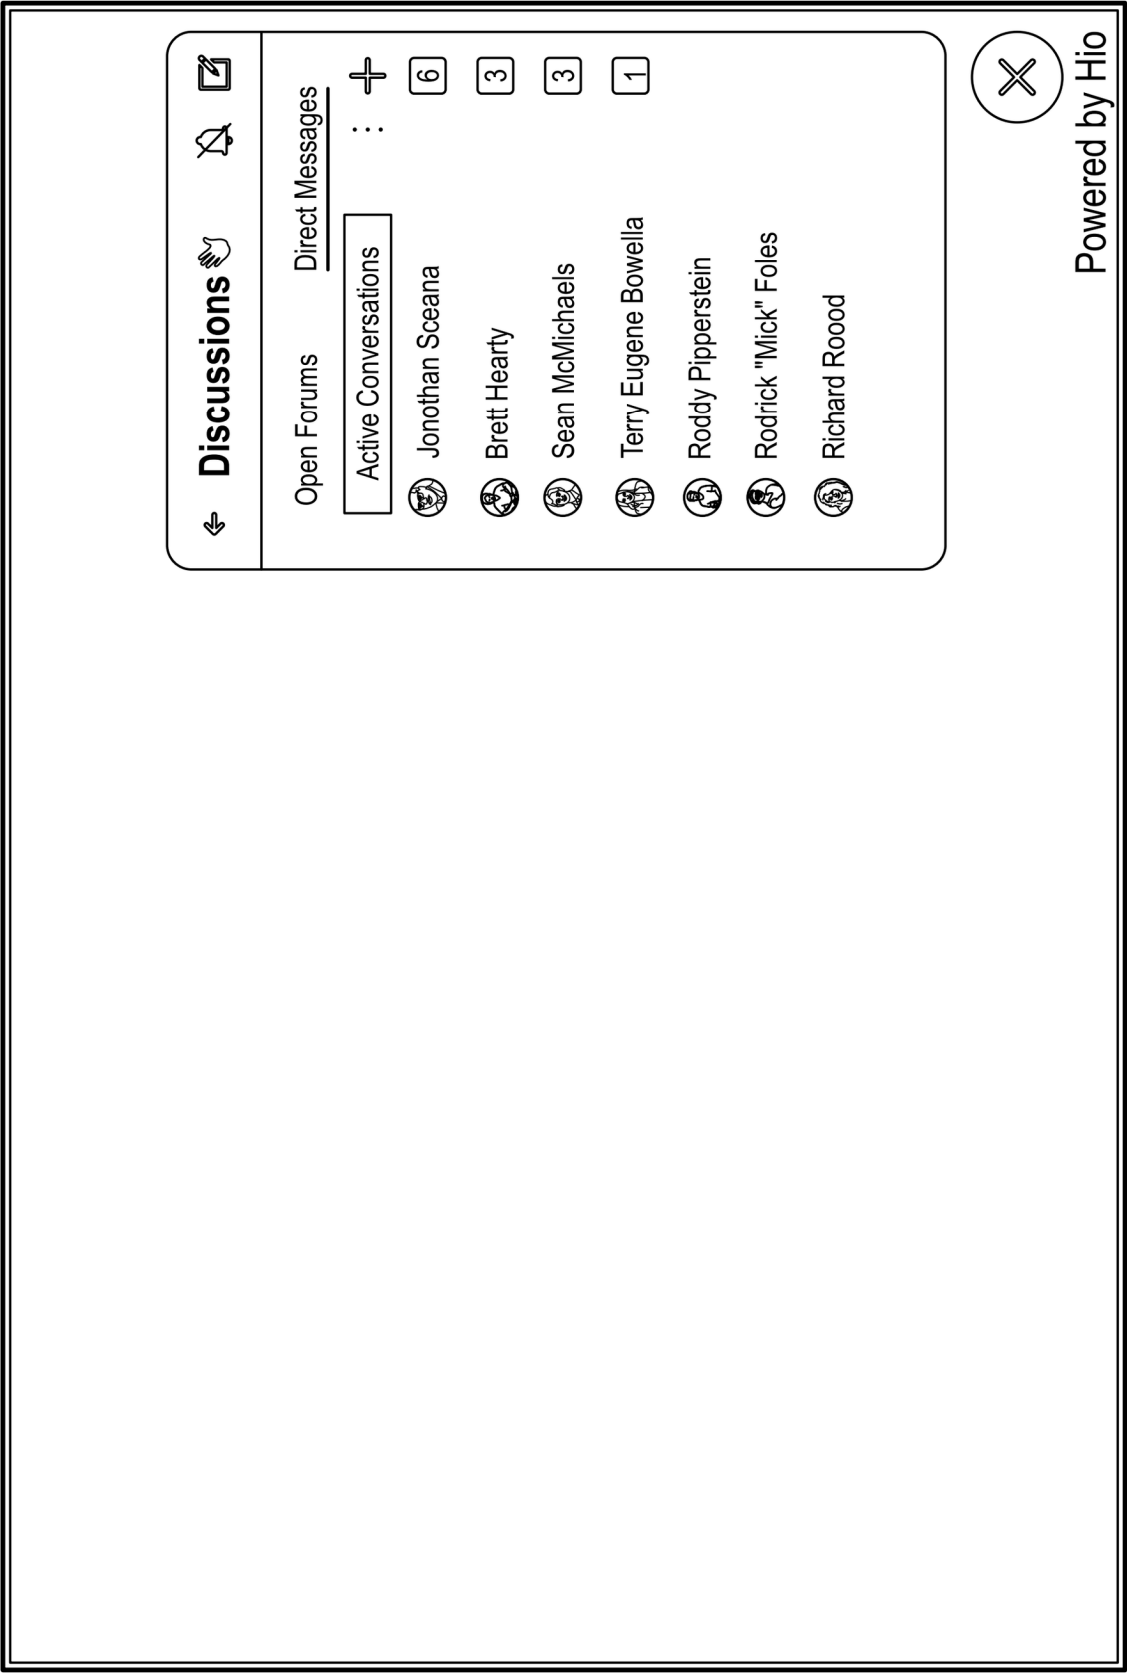 Discussions
Open Forums
Direct Messages
Active Conversations
Jonothan Sceana 6
Brett Hearty 3
Sean McMichaels 3
Terry Eugene Bowella 1
Roddy Pipperstein
Rodrick "Mick" Foles
Richard Roood
Powered by Hio